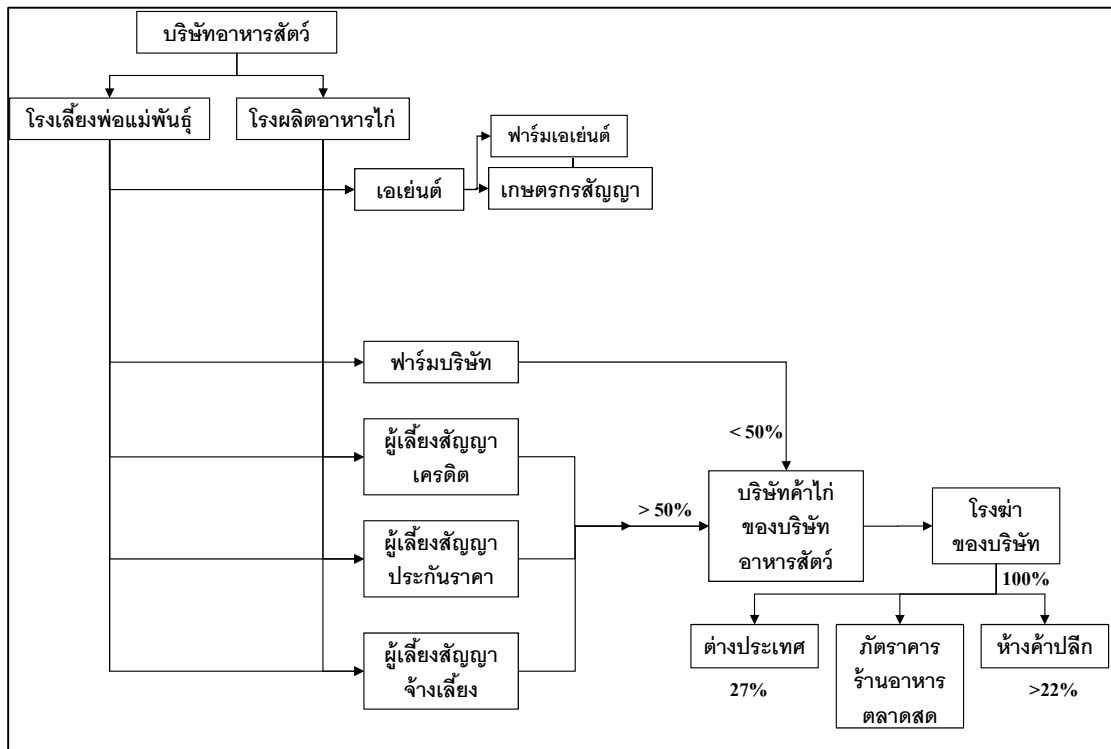 บริษัทอาหารสัตว์
โรงเลี้ยงพ่อแม่พันธุ์
โรงผลิตอาหารไก่
ฟาร์มเอเย่นต์
เอเย่นต์
เกษตรกรสัญญา
ฟาร์มบริษัท
< 50%
ผู้เลี้ยงสัญญา
เครดิต
> 50%
บริษัทค้าไก่
ของบริษัท
อาหารสัตว์
โรงฆ่า
ของบริษัท
ผู้เลี้ยงสัญญา
ประกันราคา
100%
ผู้เลี้ยงสัญญา
จ้างเลี้ยง
ต่างประเทศ
27%
ภัตราคาร
ร้านอาหาร
ตลาดสด
ห้างค้าปลีก
>22%